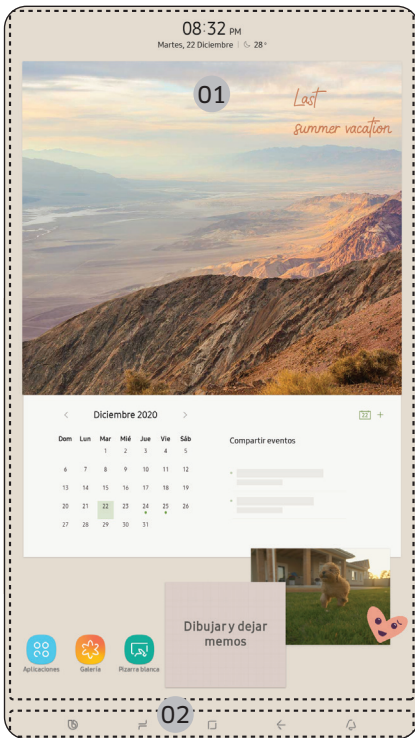 08:32 PM
Martes, 22 Diciembre | 28°
01
Last
summer vacation
< Diciembre 2020 >
22 +
Dom Lun Mar Mié Jue Vie Sáb
1 2 3 4 5
6 7 8 9 10 11 12
13 14 15 16 17 18 19
20 21 22 23 24 25 26
27 28 29 30 31
Compartir eventos
Dibujar y dejar
memos
Aplicaciones
Galería
Pizarra blanca
02